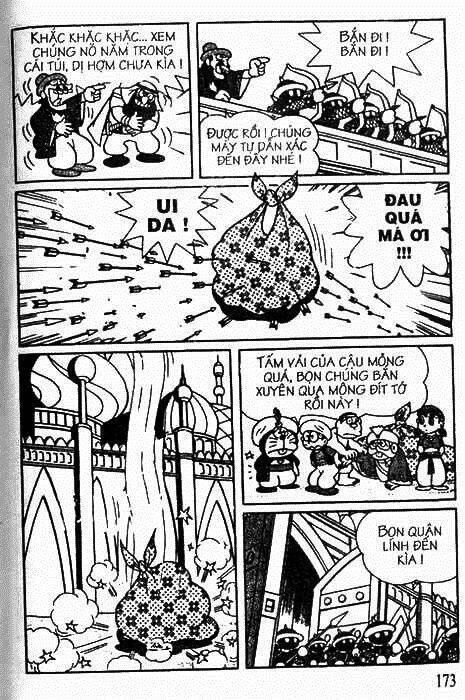 KHẶC KHẶC KHẶC... XEM
CHÚNG NÓ NẰM TRONG
CÁI TÚI, DỊ HỢM CHƯA KÌA !
BẮN ĐI !
BẮN ĐI !
ĐƯỢC RỒI ! CHÚNG
MÀY TỰ DẪN XÁC
ĐẾN ĐÂY NHÉ !
UI
DA !
ĐAU
QUÁ
MÁ ƠI
!!!
TẤM VẢI CỦA CẬU MỎNG
QUÁ, BỌN CHÚNG BẮN
XUYÊN QUA MÔNG ĐÍT TỚ
RỒI NÀY !
BỌN QUÂN
LÍNH ĐẾN
KÌA !
173